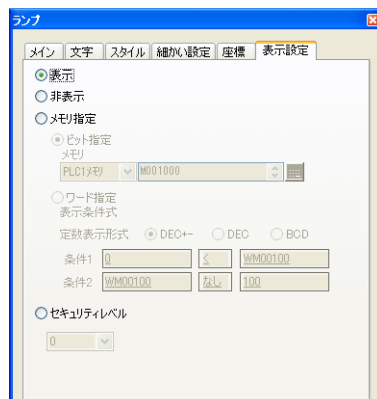 ランプ
メイン 文字 スタイル 細かい設定 座標 表示設定
表示
非表示
メモリ指定
ビット指定
メモリ
PLC1メモリ M001000
ワード指定
表示条件式
定数表示形式 DEC+- DEC BCD
条件1 0 < WM00100
条件2 WM00100 なし 100
セキュリティレベル
0